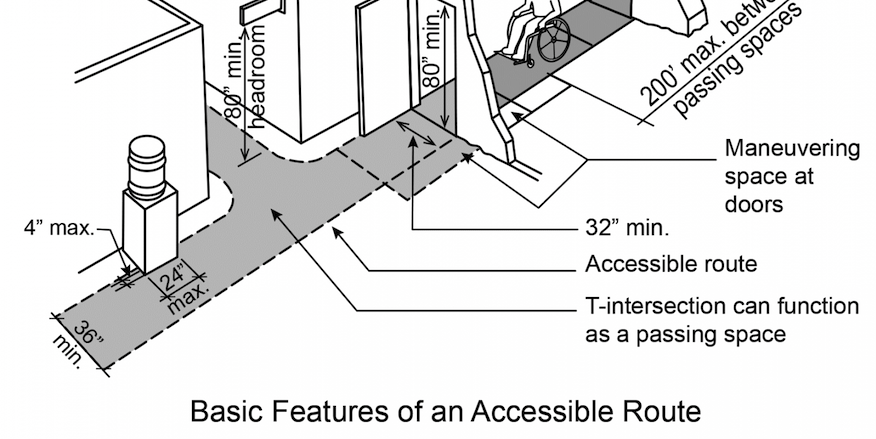 80” min.
headroom
80” min.
200’ max. between
passing spaces
Maneuvering
space at
doors
4” max.
32” min.
24”
max.
Accessible route
T-intersection can function
as a passing space
36”
min.
Basic Features of an Accessible Route